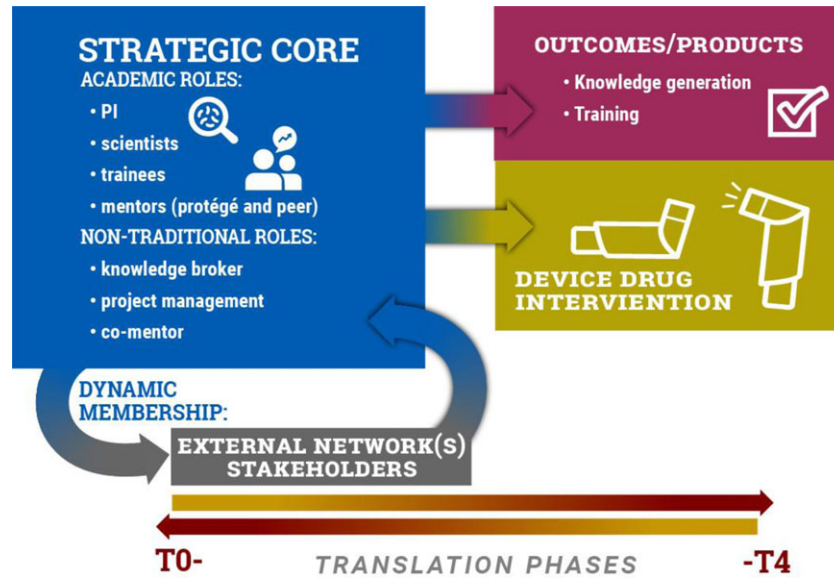 STRATEGIC CORE
ACADEMIC ROLES:
• PI
• scientists
• trainees
• mentors (protégé and peer)
NON-TRADITIONAL ROLES:
• knowledge broker
• project management
• co-mentor
OUTCOMES/PRODUCTS
• Knowledge generation
• Training
DEVICE DRUG
INTERVIENTION
DYNAMIC
MEMBERSHIP:
EXTERNAL NETWORK(S)
STAKEHOLDERS
T0-
TRANSLATION PHASES
-T4